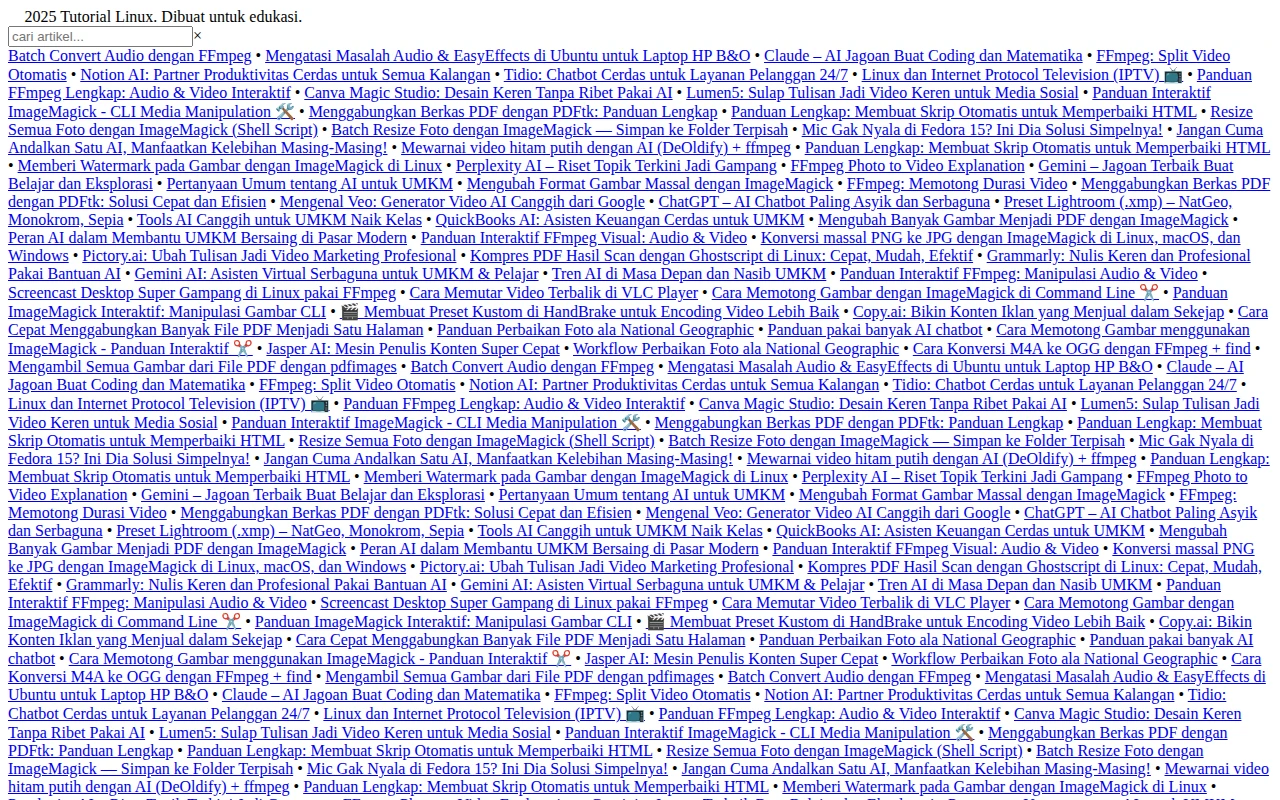 2025 Tutorial Linux. Dibuat untuk edukasi.
cari artikel... ×
Batch Convert Audio dengan FFmpeg • Mengatasi Masalah Audio & EasyEffects di Ubuntu untuk Laptop HP B&O • Claude – AI Jagoan Buat Coding dan Matematika • FFmpeg: Split Video
Otomatis • Notion AI: Partner Produktivitas Cerdas untuk Semua Kalangan • Tidio: Chatbot Cerdas untuk Layanan Pelanggan 24/7 • Linux dan Internet Protocol Television (IPTV) 📺 • Panduan
FFmpeg Lengkap: Audio & Video Interaktif • Canva Magic Studio: Desain Keren Tanpa Ribet Pakai AI • Lumen5: Sulap Tulisan Jadi Video Keren untuk Media Sosial • Panduan Interaktif
ImageMagick - CLI Media Manipulation 🛠️ • Menggabungkan Berkas PDF dengan PDFtk: Panduan Lengkap • Panduan Lengkap: Membuat Skrip Otomatis untuk Memperbaiki HTML • Resize
Semua Foto dengan ImageMagick (Shell Script) • Batch Resize Foto dengan ImageMagick — Simpan ke Folder Terpisah • Mic Gak Nyala di Fedora 15? Ini Dia Solusi Simpelnya! • Jangan Cuma
Andalkan Satu AI, Manfaatkan Kelebihan Masing-Masing! • Mewarnai video hitam putih dengan AI (DeOldify) + ffmpeg • Panduan Lengkap: Membuat Skrip Otomatis untuk Memperbaiki HTML
• Memberi Watermark pada Gambar dengan ImageMagick di Linux • Perplexity AI – Riset Topik Terkini Jadi Gampang • FFmpeg Photo to Video Explanation • Gemini – Jagoan Terbaik Buat
Belajar dan Eksplorasi • Pertanyaan Umum tentang AI untuk UMKM • Mengubah Format Gambar Massal dengan ImageMagick • FFmpeg: Memotong Durasi Video • Menggabungkan Berkas PDF
dengan PDFtk: Solusi Cepat dan Efisien • Mengenal Veo: Generator Video AI Canggih dari Google • ChatGPT – AI Chatbot Paling Asyik dan Serbaguna • Preset Lightroom (.xmp) – NatGeo,
Monokrom, Sepia • Tools AI Canggih untuk UMKM Naik Kelas • QuickBooks AI: Asisten Keuangan Cerdas untuk UMKM • Mengubah Banyak Gambar Menjadi PDF dengan ImageMagick •
Peran AI dalam Membantu UMKM Bersaing di Pasar Modern • Panduan Interaktif FFmpeg Visual: Audio & Video • Konversi massal PNG ke JPG dengan ImageMagick di Linux, macOS, dan
Windows • Pictory.ai: Ubah Tulisan Jadi Video Marketing Profesional • Kompres PDF Hasil Scan dengan Ghostscript di Linux: Cepat, Mudah, Efektif • Grammarly: Nulis Keren dan Profesional
Pakai Bantuan AI • Gemini AI: Asisten Virtual Serbaguna untuk UMKM & Pelajar • Tren AI di Masa Depan dan Nasib UMKM • Panduan Interaktif FFmpeg: Manipulasi Audio & Video •
Screencast Desktop Super Gampang di Linux pakai FFmpeg • Cara Memutar Video Terbalik di VLC Player • Cara Memotong Gambar dengan ImageMagick di Command Line ✂️ • Panduan
ImageMagick Interaktif: Manipulasi Gambar CLI • 🎬 Membuat Preset Kustom di HandBrake untuk Encoding Video Lebih Baik • Copy.ai: Bikin Konten Iklan yang Menjual dalam Sekejap • Cara
Cepat Menggabungkan Banyak File PDF Menjadi Satu Halaman • Panduan Perbaikan Foto ala National Geographic • Panduan pakai banyak AI chatbot • Cara Memotong Gambar menggunakan
ImageMagick - Panduan Interaktif ✂️ • Jasper AI: Mesin Penulis Konten Super Cepat • Workflow Perbaikan Foto ala National Geographic • Cara Konversi M4A ke OGG dengan FFmpeg + find •
Mengambil Semua Gambar dari File PDF dengan pdfimages • Batch Convert Audio dengan FFmpeg • Mengatasi Masalah Audio & EasyEffects di Ubuntu untuk Laptop HP B&O • Claude – AI
Jagoan Buat Coding dan Matematika • FFmpeg: Split Video Otomatis • Notion AI: Partner Produktivitas Cerdas untuk Semua Kalangan • Tidio: Chatbot Cerdas untuk Layanan Pelanggan 24/7 •
Linux dan Internet Protocol Television (IPTV) 📺 • Panduan FFmpeg Lengkap: Audio & Video Interaktif • Canva Magic Studio: Desain Keren Tanpa Ribet Pakai AI • Lumen5: Sulap Tulisan Jadi
Video Keren untuk Media Sosial • Panduan Interaktif ImageMagick - CLI Media Manipulation 🛠️ • Menggabungkan Berkas PDF dengan PDFtk: Panduan Lengkap • Panduan Lengkap: Membuat
Skrip Otomatis untuk Memperbaiki HTML • Resize Semua Foto dengan ImageMagick (Shell Script) • Batch Resize Foto dengan ImageMagick — Simpan ke Folder Terpisah • Mic Gak Nyala di
Fedora 15? Ini Dia Solusi Simpelnya! • Jangan Cuma Andalkan Satu AI, Manfaatkan Kelebihan Masing-Masing! • Mewarnai video hitam putih dengan AI (DeOldify) + ffmpeg • Panduan Lengkap:
Membuat Skrip Otomatis untuk Memperbaiki HTML • Memberi Watermark pada Gambar dengan ImageMagick di Linux • Perplexity AI – Riset Topik Terkini Jadi Gampang • FFmpeg Photo to
Video Explanation • Gemini – Jagoan Terbaik Buat Belajar dan Eksplorasi • Pertanyaan Umum tentang AI untuk UMKM • Mengubah Format Gambar Massal dengan ImageMagick • FFmpeg:
Memotong Durasi Video • Menggabungkan Berkas PDF dengan PDFtk: Solusi Cepat dan Efisien • Mengenal Veo: Generator Video AI Canggih dari Google • ChatGPT – AI Chatbot Paling Asyik
dan Serbaguna • Preset Lightroom (.xmp) – NatGeo, Monokrom, Sepia • Tools AI Canggih untuk UMKM Naik Kelas • QuickBooks AI: Asisten Keuangan Cerdas untuk UMKM • Mengubah
Banyak Gambar Menjadi PDF dengan ImageMagick • Peran AI dalam Membantu UMKM Bersaing di Pasar Modern • Panduan Interaktif FFmpeg Visual: Audio & Video • Konversi massal PNG
ke JPG dengan ImageMagick di Linux, macOS, dan Windows • Pictory.ai: Ubah Tulisan Jadi Video Marketing Profesional • Kompres PDF Hasil Scan dengan Ghostscript di Linux: Cepat, Mudah,
Efektif • Grammarly: Nulis Keren dan Profesional Pakai Bantuan AI • Gemini AI: Asisten Virtual Serbaguna untuk UMKM & Pelajar • Tren AI di Masa Depan dan Nasib UMKM • Panduan
Interaktif FFmpeg: Manipulasi Audio & Video • Screencast Desktop Super Gampang di Linux pakai FFmpeg • Cara Memutar Video Terbalik di VLC Player • Cara Memotong Gambar dengan
ImageMagick di Command Line ✂️ • Panduan ImageMagick Interaktif: Manipulasi Gambar CLI • 🎬 Membuat Preset Kustom di HandBrake untuk Encoding Video Lebih Baik • Copy.ai: Bikin
Konten Iklan yang Menjual dalam Sekejap • Cara Cepat Menggabungkan Banyak File PDF Menjadi Satu Halaman • Panduan Perbaikan Foto ala National Geographic • Panduan pakai banyak AI
chatbot • Cara Memotong Gambar menggunakan ImageMagick - Panduan Interaktif ✂️ • Jasper AI: Mesin Penulis Konten Super Cepat • Workflow Perbaikan Foto ala National Geographic • Cara
Konversi M4A ke OGG dengan FFmpeg + find • Mengambil Semua Gambar dari File PDF dengan pdfimages • Batch Convert Audio dengan FFmpeg • Mengatasi Masalah Audio & EasyEffects di
Ubuntu untuk Laptop HP B&O • Claude – AI Jagoan Buat Coding dan Matematika • FFmpeg: Split Video Otomatis • Notion AI: Partner Produktivitas Cerdas untuk Semua Kalangan • Tidio:
Chatbot Cerdas untuk Layanan Pelanggan 24/7 • Linux dan Internet Protocol Television (IPTV) 📺 • Panduan FFmpeg Lengkap: Audio & Video Interaktif • Canva Magic Studio: Desain Keren
Tanpa Ribet Pakai AI • Lumen5: Sulap Tulisan Jadi Video Keren untuk Media Sosial • Panduan Interaktif ImageMagick - CLI Media Manipulation 🛠️ • Menggabungkan Berkas PDF dengan
PDFtk: Panduan Lengkap • Panduan Lengkap: Membuat Skrip Otomatis untuk Memperbaiki HTML • Resize Semua Foto dengan ImageMagick (Shell Script) • Batch Resize Foto dengan
ImageMagick — Simpan ke Folder Terpisah • Mic Gak Nyala di Fedora 15? Ini Dia Solusi Simpelnya! • Jangan Cuma Andalkan Satu AI, Manfaatkan Kelebihan Masing-Masing! • Mewarnai video
hitam putih dengan AI (DeOldify) + ffmpeg • Panduan Lengkap: Membuat Skrip Otomatis untuk Memperbaiki HTML • Memberi Watermark pada Gambar dengan ImageMagick di Linux •